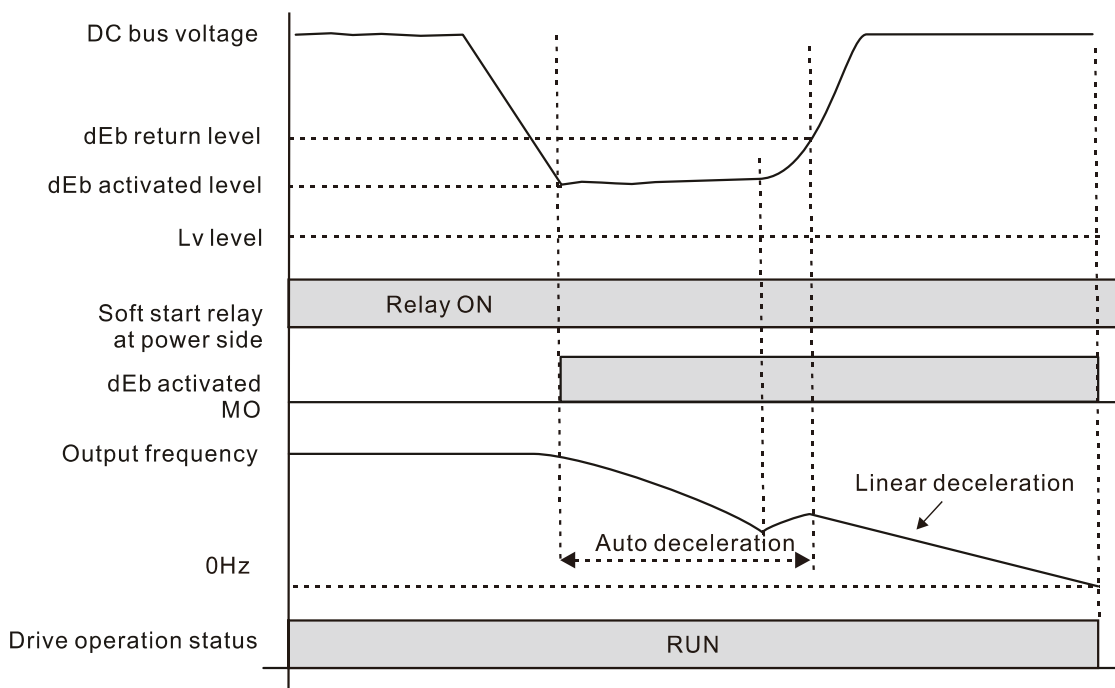 DC bus voltage
dEb return level
dEb activated level
Lv level
Relay ON
Soft start relay
at power side
dEb activated
MO
Output frequency
Linear deceleration
Auto deceleration
0Hz
Drive operation status
RUN